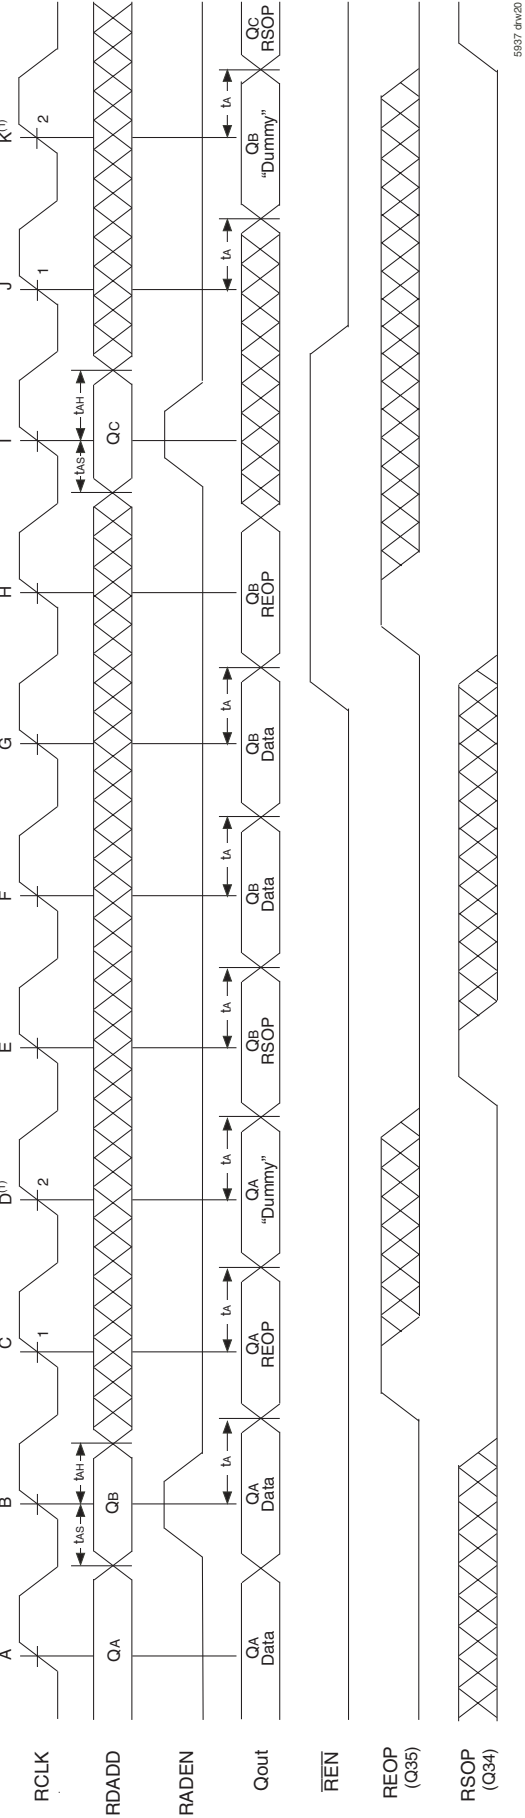 A B C D(1) E F G H I J K(1)
RCLK 1 2 1 2
tAS tAH tAS tAH
RDADD QA QB QC
RADEN
tA tA tA tA tA tA tA tA
Qout
QA Data
QA Data
QA REOP
QA "Dummy"
QB RSOP
QB Data
QB Data
QB REOP
QB "Dummy"
QC RSOP
REN
REOP
(Q35)
RSOP
(Q34)
5937 drw20